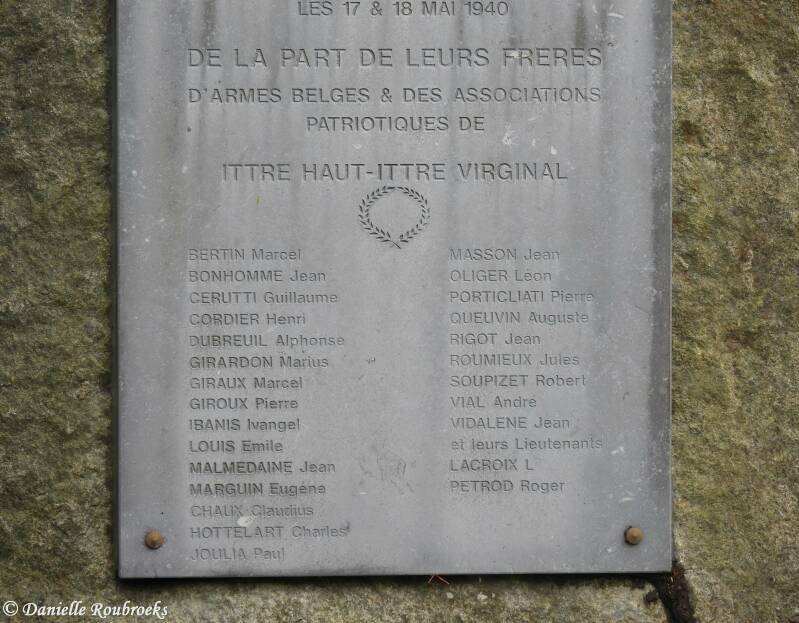 LES 17 & 18 MAI 1940
DE LA PART DE LEURS FRERES
D'ARMES BELGES & DES ASSOCIATIONS
PATRIOTIQUES DE
ITTRE HAUT-ITTRE VIRGINAL
BERTIN Marcel
BONHOMME Jean
CERUTTI Guillaume
CORDIER Henri
DUBREUIL Alphonse
GIRARDON Marius
GIRAUX Marcel
GIROUX Pierre
IBANIS Ivangel
LOUIS Emile
MALMEDAINE Jean
MARGUIN Eugène
CHAUX Claudius
HOTTELART Charles
JOULIA Paul
MASSON Jean
OLIGER Léon
PORTIGLIATI Pierre
QUEUVIN Auguste
RIGOT Jean
ROUMIEUX Jules
SOUPIZET Robert
VIAL André
VIDALENE Jean
et leurs Lieutenants
LACROIX L
PETROD Roger
© Danielle Roubroeks